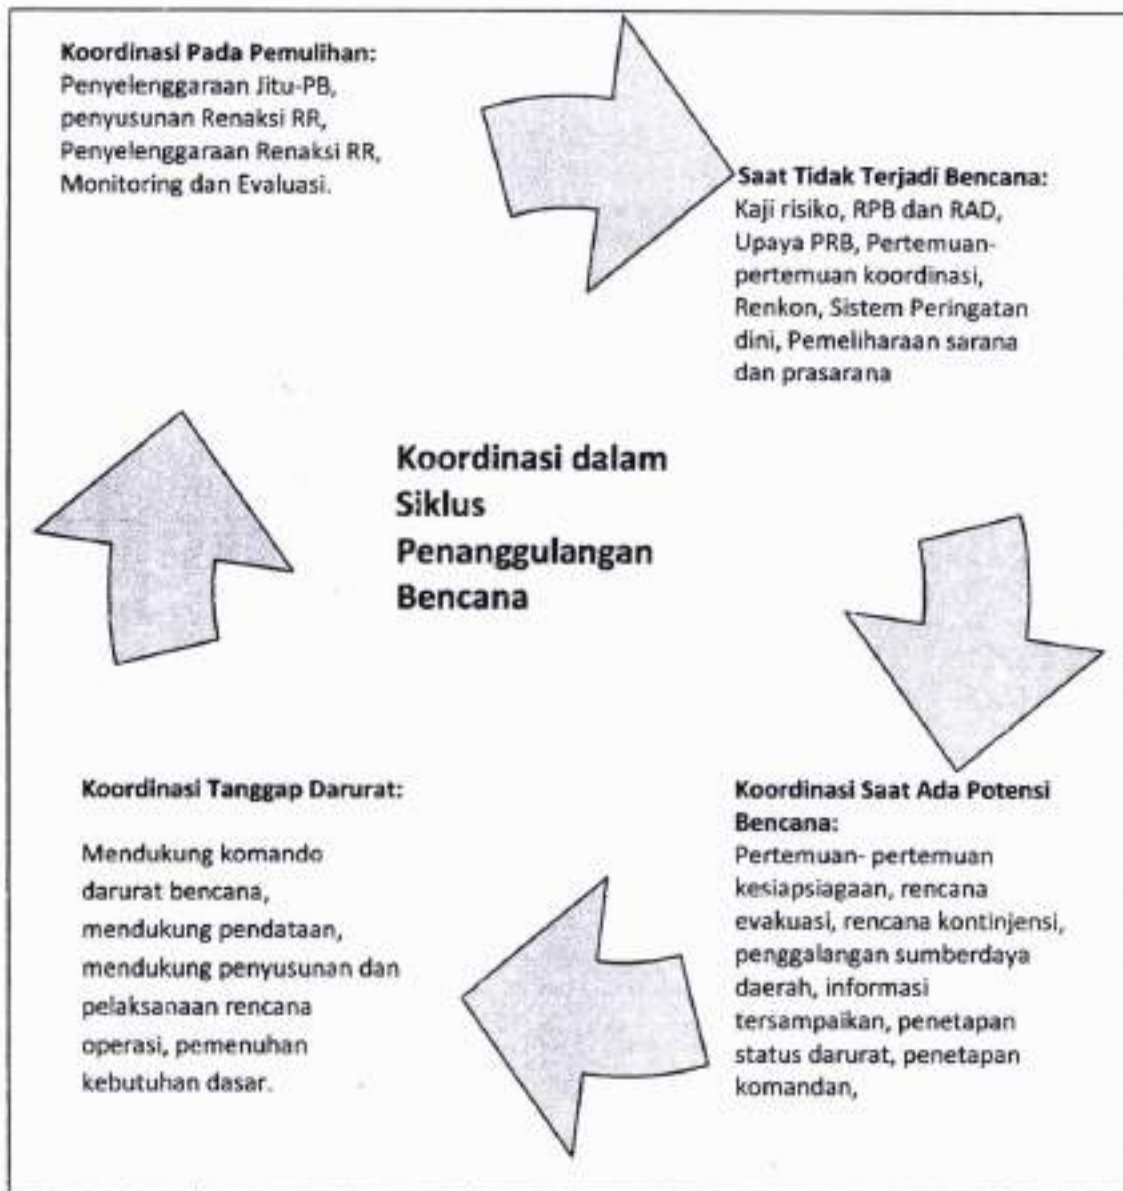 Koordinasi Pada Pemulihan:
Penyelenggaraan Jitu-PB,
penyusunan Renaksi RR,
Penyelenggaraan Renaksi RR,
Monitoring dan Evaluasi.
Saat Tidak Terjadi Bencana:
Kaji risiko, RPB dan RAD,
Upaya PRB, Pertemuan-
pertemuan koordinasi,
Renkon, Sistem Peringatan
dini, Pemeliharaan sarana
dan prasarana
Koordinasi dalam
Siklus
Penanggulangan
Bencana
Koordinasi Tanggap Darurat:
Mendukung komando
darurat bencana,
mendukung pendataan,
mendukung penyusunan dan
pelaksanaan rencana
operasi, pemenuhan
kebutuhan dasar.
Koordinasi Saat Ada Potensi
Bencana:
Pertemuan- pertemuan
kesiapsiagaan, rencana
evakuasi, rencana kontinjensi,
penggalangan sumberdaya
daerah, informasi
tersampaikan, penetapan
status darurat, penetapan
komandan,